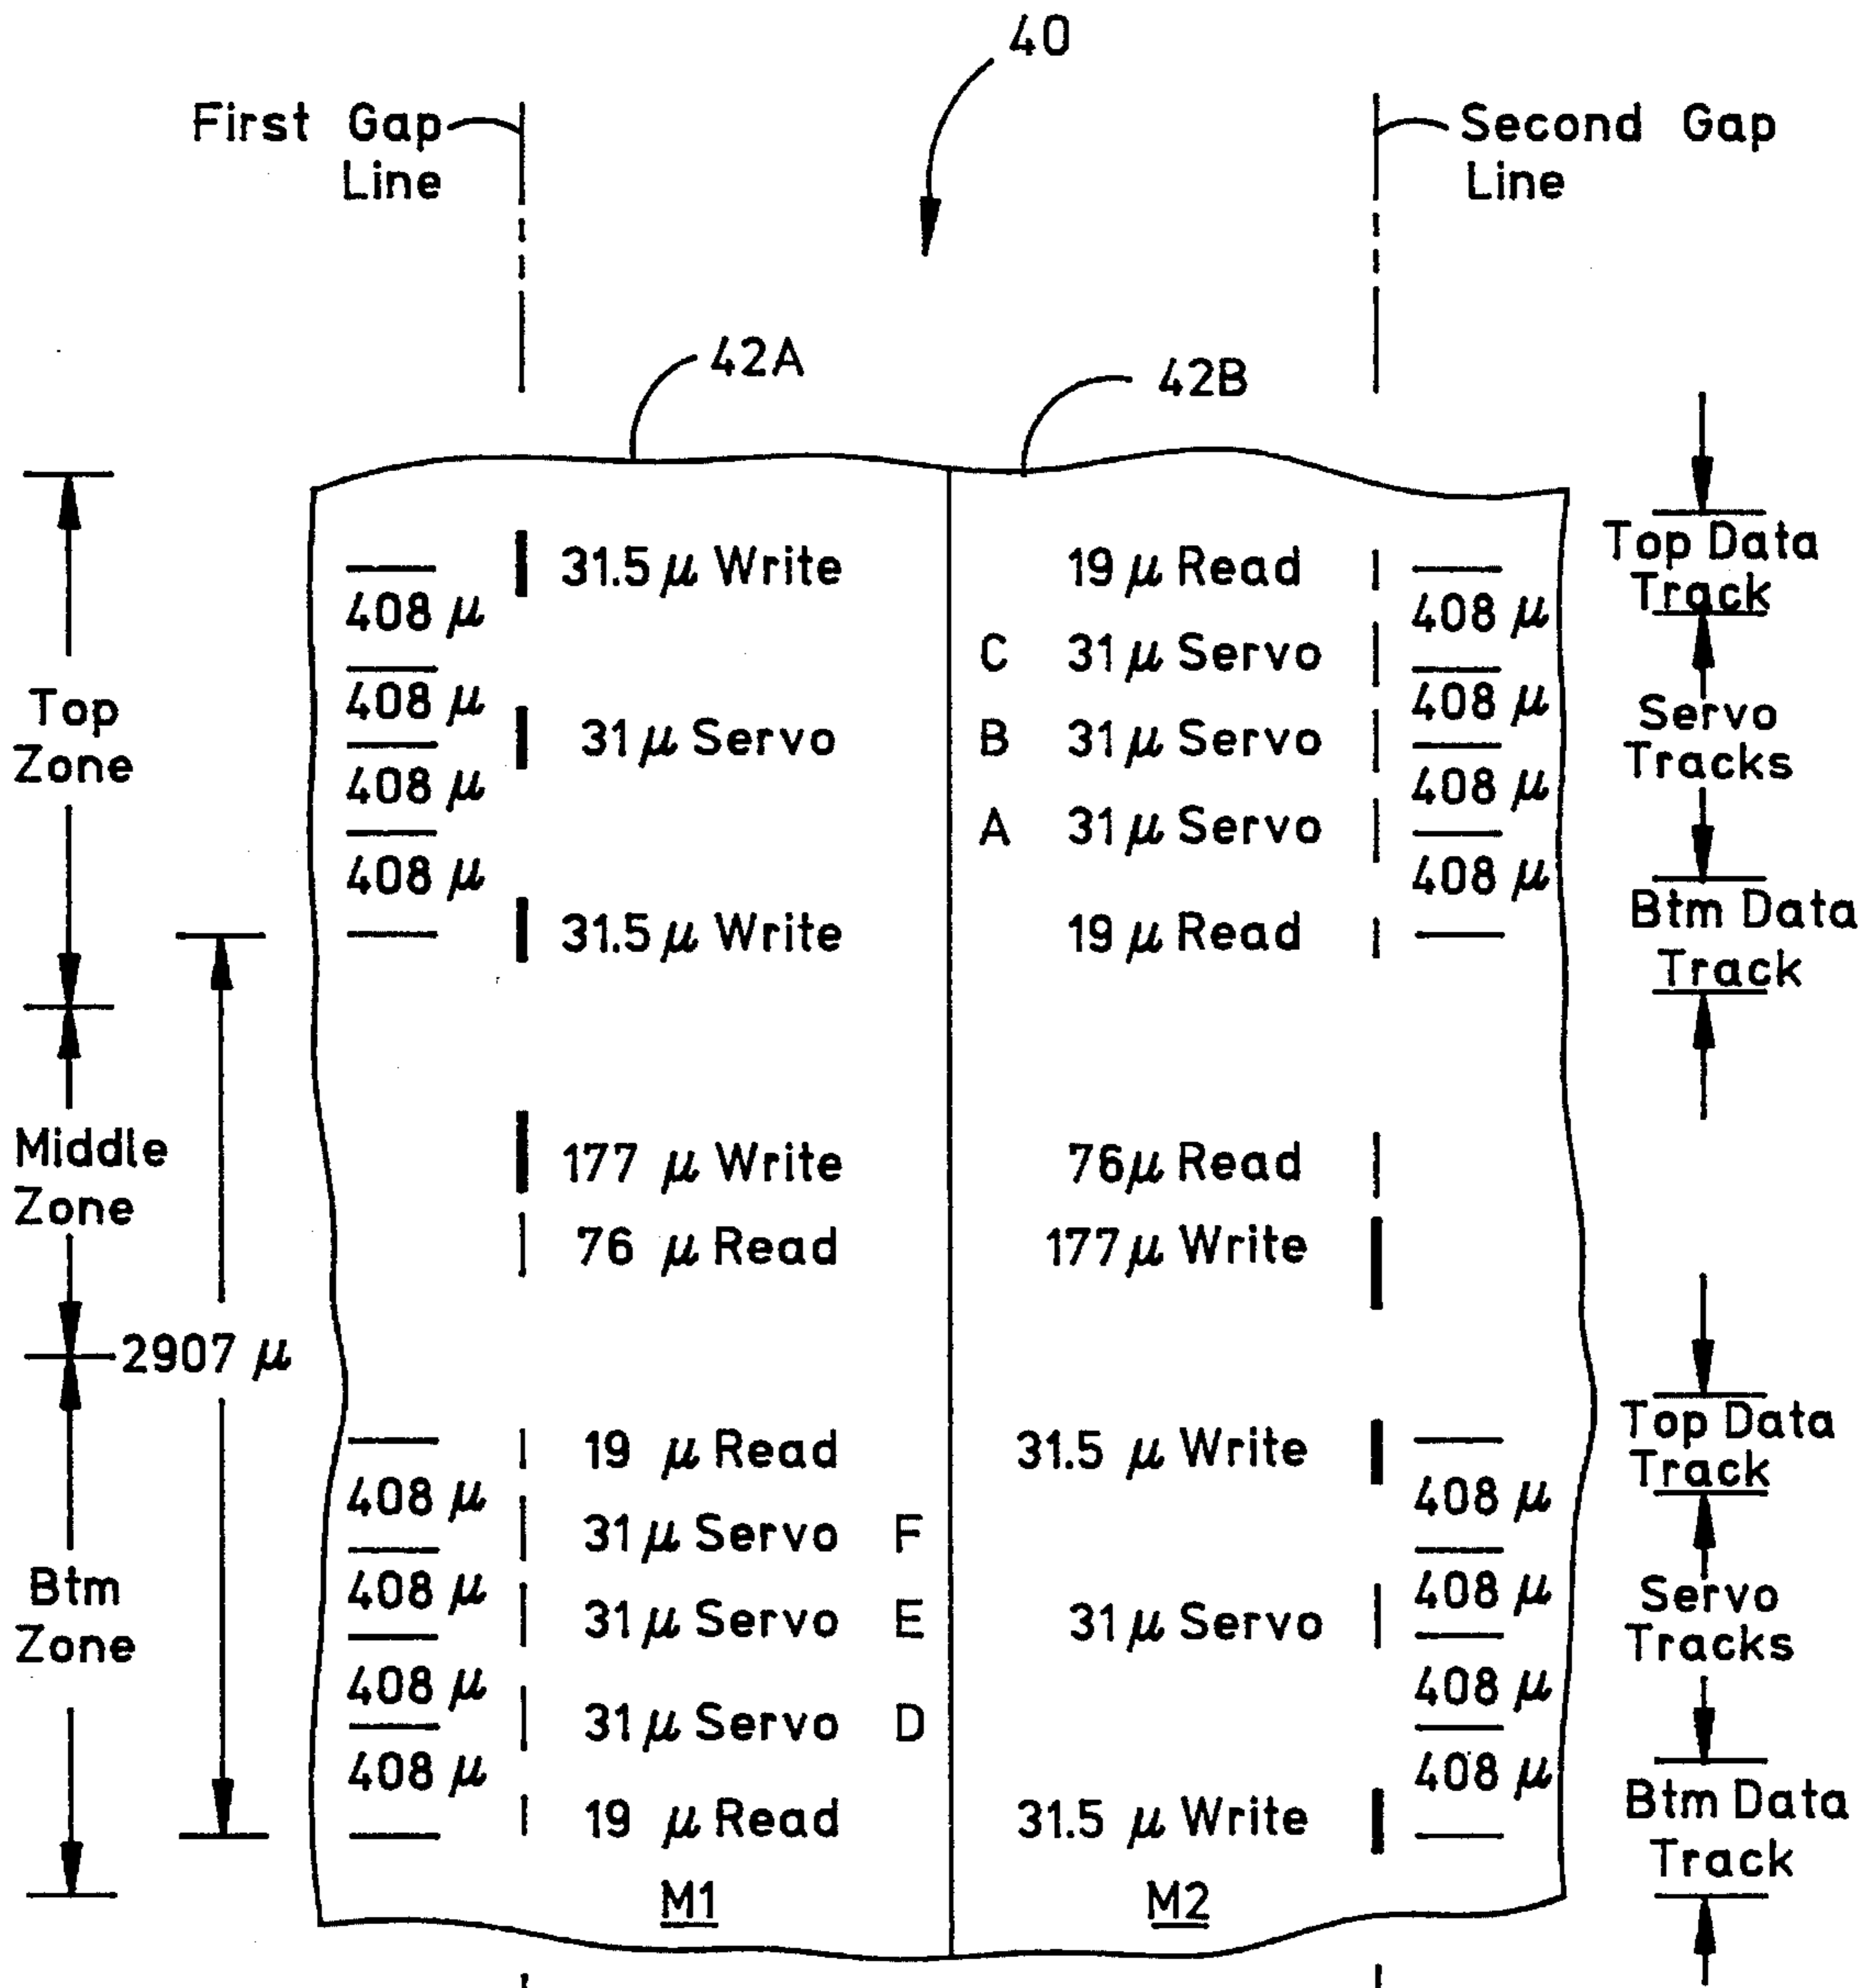 40
First Gap
Line
Second Gap
Line
42A
42B
31.5 μ Write
19 μ Read
Top Data
Track
408 μ
408 μ
C 31 μ Servo
Top
Zone
408 μ
31 μ Servo
B 31 μ Servo
408 μ
Servo
Tracks
408 μ
A 31 μ Servo
408 μ
408 μ
408 μ
31.5 μ Write
19 μ Read
Btm Data
Track
Middle
Zone
177 μ Write
76 μ Read
76 μ Read
177 μ Write
2907 μ
19 μ Read
31.5 μ Write
Top Data
Track
408 μ
408 μ
31 μ Servo F
Btm
Zone
408 μ
31 μ Servo E
31 μ Servo
408 μ
Servo
Tracks
408 μ
408 μ
31 μ Servo D
408 μ
408 μ
19 μ Read
31.5 μ Write
Btm Data
Track
M1
M2